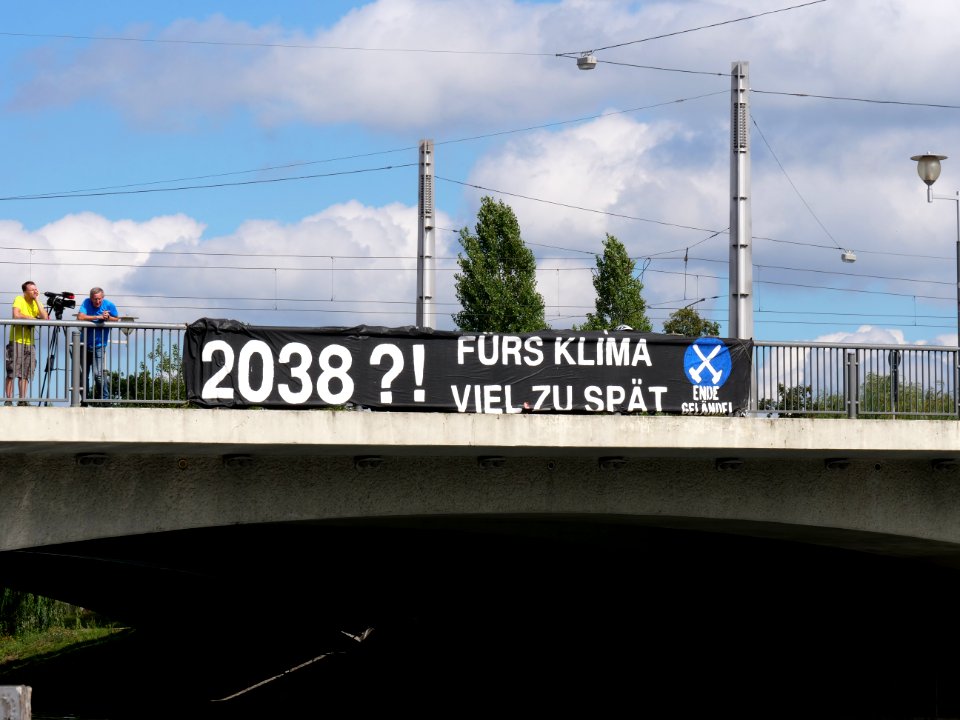 2038?!
FÜRS KLIMA
VIEL ZU SPÄT
ENDE
GELÄNDE!